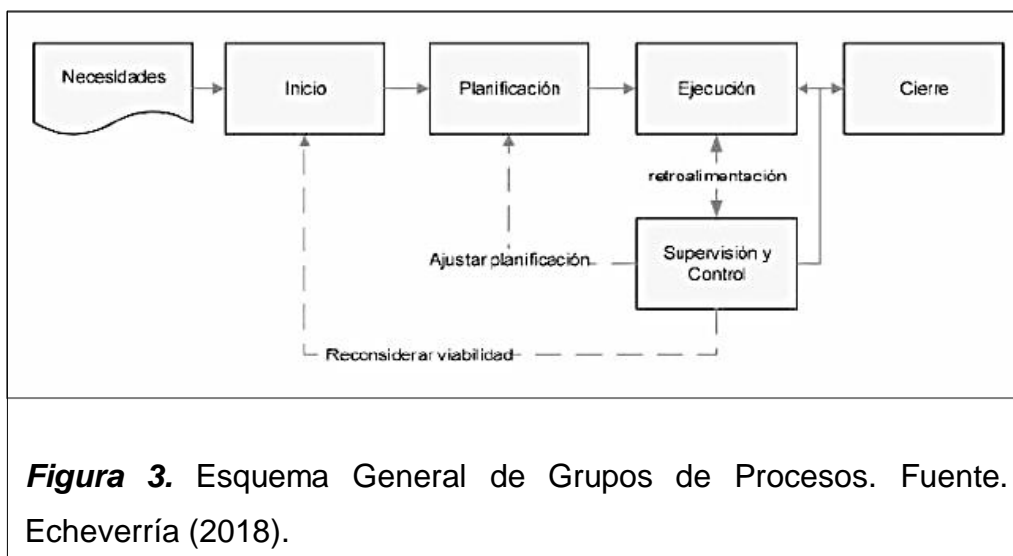 Necesidades
Inicio
Planificación
Ejecución
Cierre
retroalimentación
Supervisión y
Control
Ajustar planificación
Reconsiderar viabilidad
Figura 3. Esquema General de Grupos de Procesos. Fuente.
Echeverría (2018).